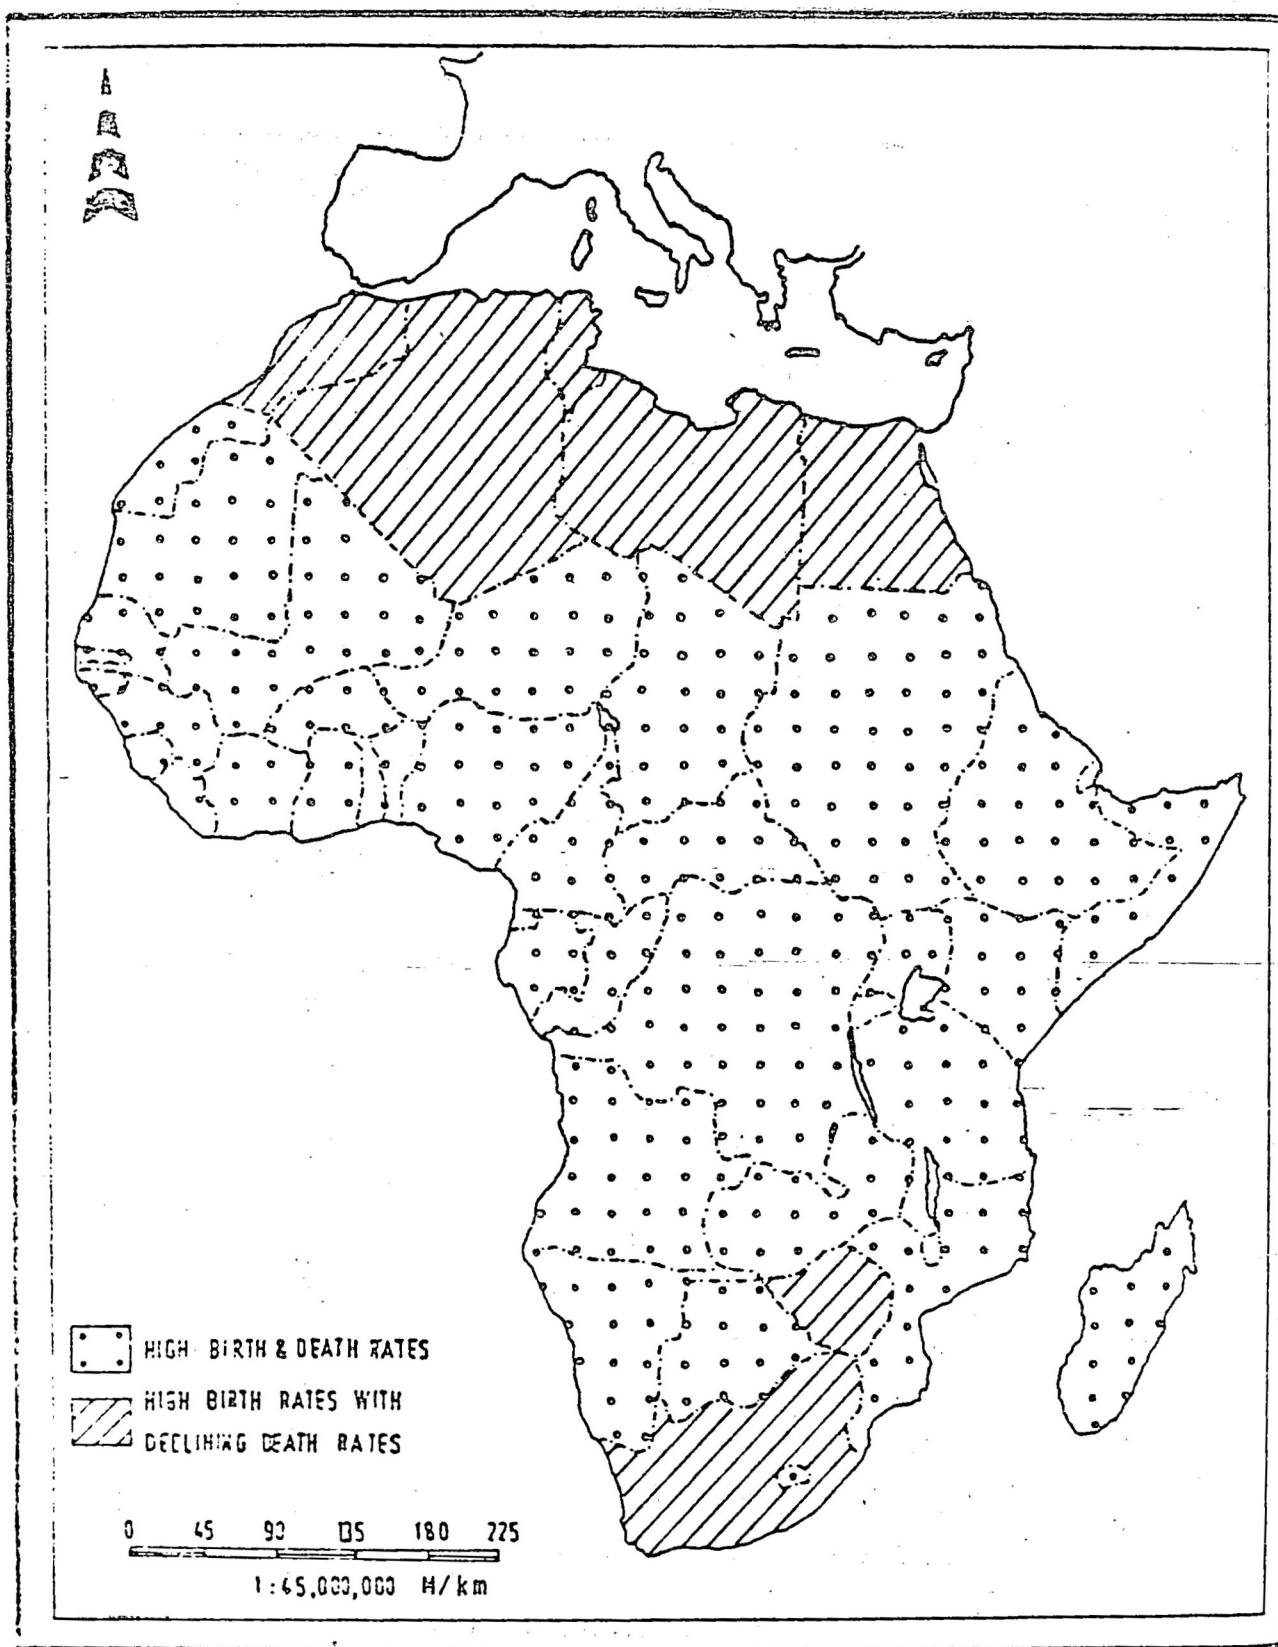 HIGH BIRTH & DEATH RATES
HIGH BIRTH RATES WITH
DECLINING DEATH RATES
0 45 90 135 180 225
1:45,000,000 H/km